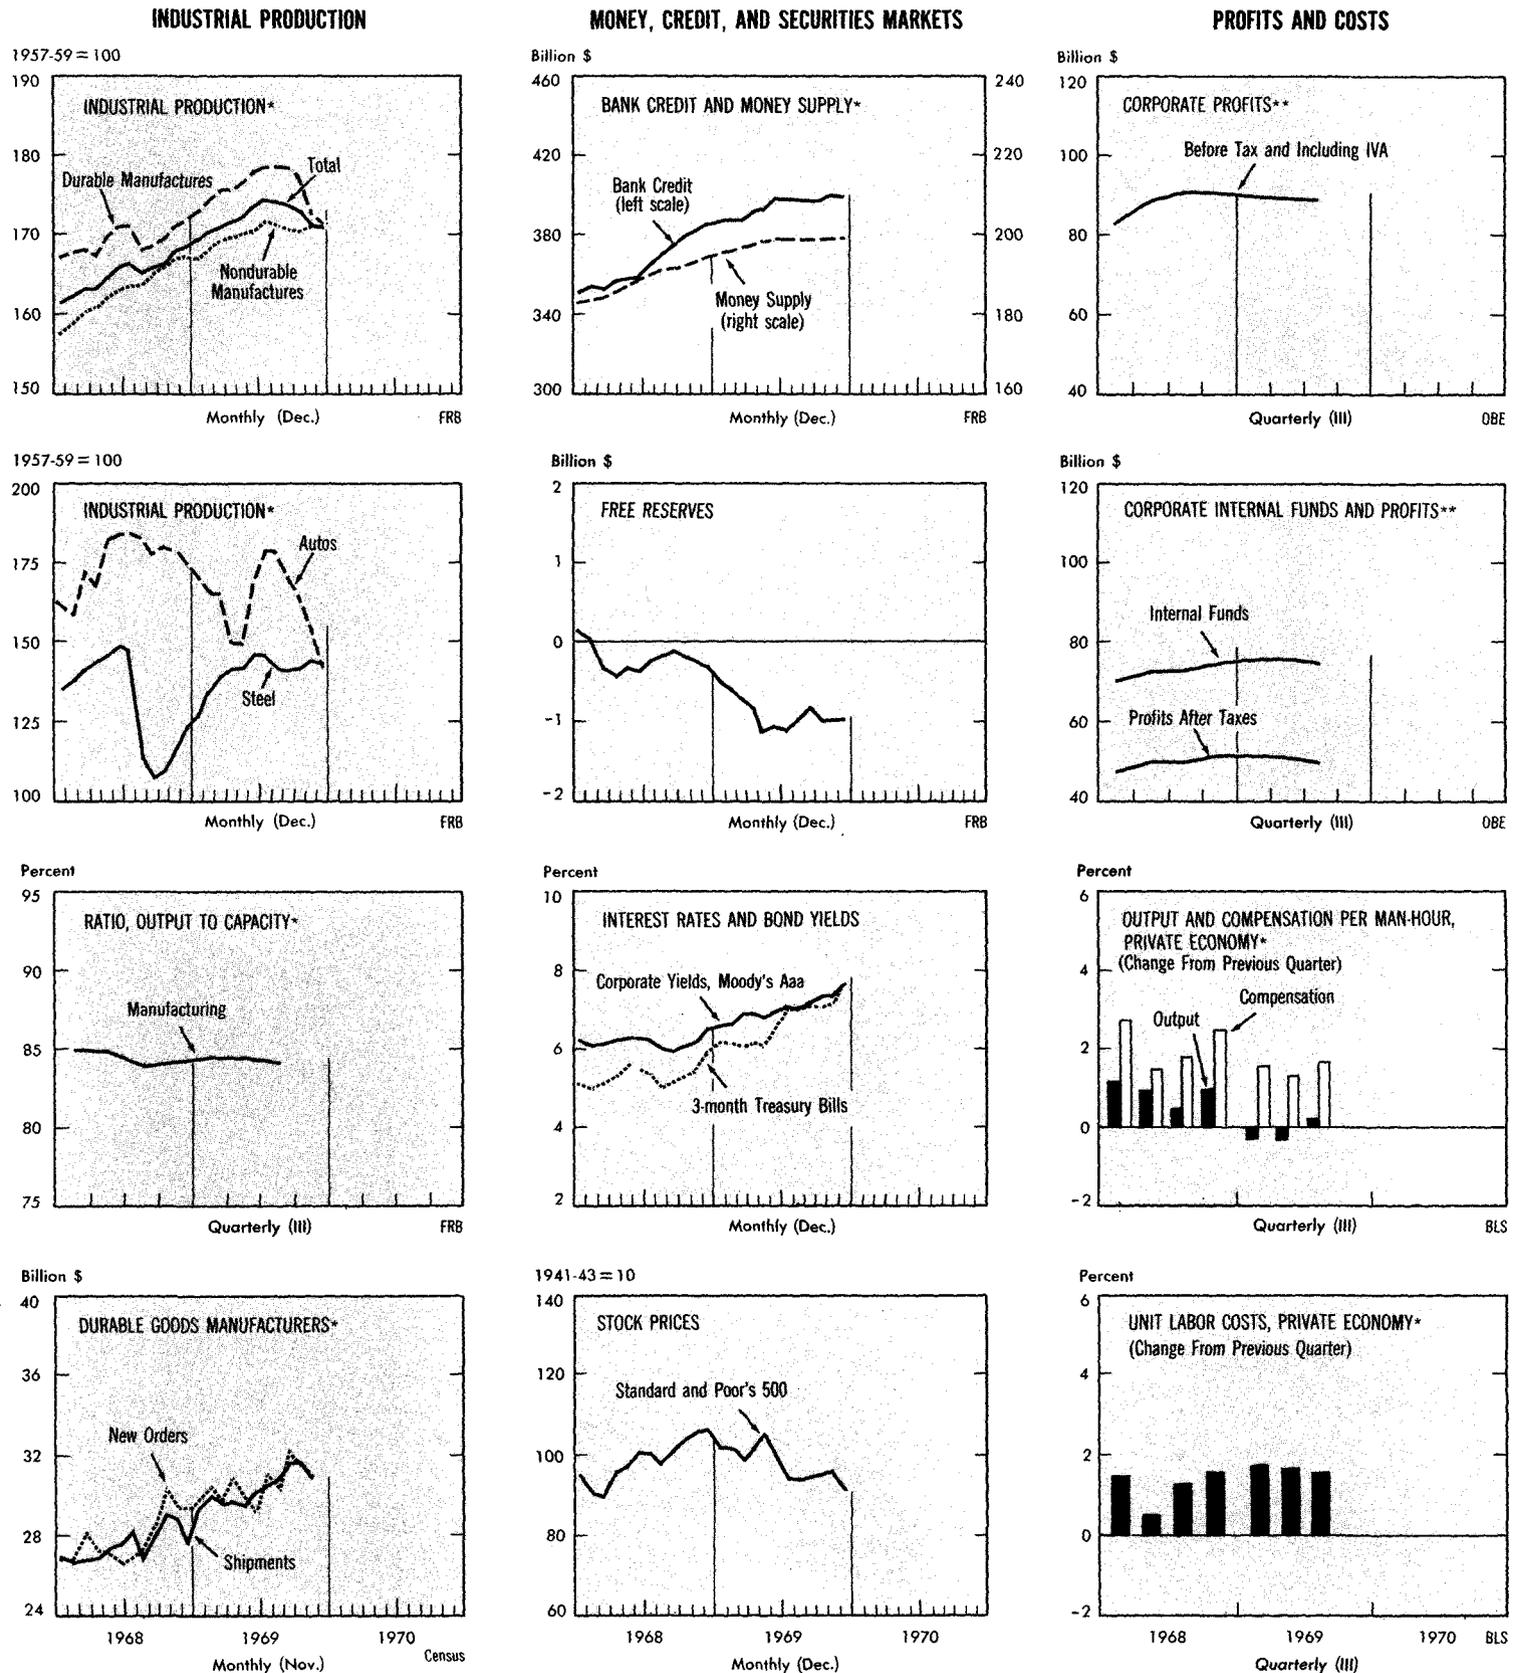 INDUSTRIAL PRODUCTION
1957-59 = 100
190
180
170
160
150
INDUSTRIAL PRODUCTION*
Durable Manufactures
Total
Nondurable
Manufactures
Monthly (Dec.)
FRB
1957-59 = 100
200
175
150
125
100
INDUSTRIAL PRODUCTION*
Autos
Steel
Monthly (Dec.)
FRB
Percent
95
90
85
80
75
RATIO, OUTPUT TO CAPACITY*
Manufacturing
Quarterly (III)
FRB
Billion $
40
36
32
28
24
DURABLE GOODS MANUFACTURERS*
New Orders
Shipments
1968
1969
1970
Monthly (Nov.)
Census
MONEY, CREDIT, AND SECURITIES MARKETS
Billion $
460
420
380
340
300
240
220
200
180
160
BANK CREDIT AND MONEY SUPPLY*
Bank Credit
(left scale)
Money Supply
(right scale)
Monthly (Dec.)
FRB
Billion $
2
1
0
-1
-2
FREE RESERVES
Monthly (Dec.)
FRB
Percent
10
8
6
4
2
INTEREST RATES AND BOND YIELDS
Corporate Yields, Moody's Aaa
3-month Treasury Bills
Monthly (Dec.)
1941-43 = 10
140
120
100
80
60
STOCK PRICES
Standard and Poor's 500
1968
1969
1970
Monthly (Dec.)
PROFITS AND COSTS
Billion $
120
100
80
60
40
CORPORATE PROFITS**
Before Tax and Including IVA
Quarterly (III)
OBE
Billion $
120
100
80
60
40
CORPORATE INTERNAL FUNDS AND PROFITS**
Internal Funds
Profits After Taxes
Quarterly (III)
OBE
Percent
6
4
2
0
-2
OUTPUT AND COMPENSATION PER MAN-HOUR,
PRIVATE ECONOMY*
(Change From Previous Quarter)
Compensation
Output
Quarterly (III)
BLS
Percent
6
4
2
0
-2
UNIT LABOR COSTS, PRIVATE ECONOMY*
(Change From Previous Quarter)
1968
1969
1970
BLS
Quarterly (III)